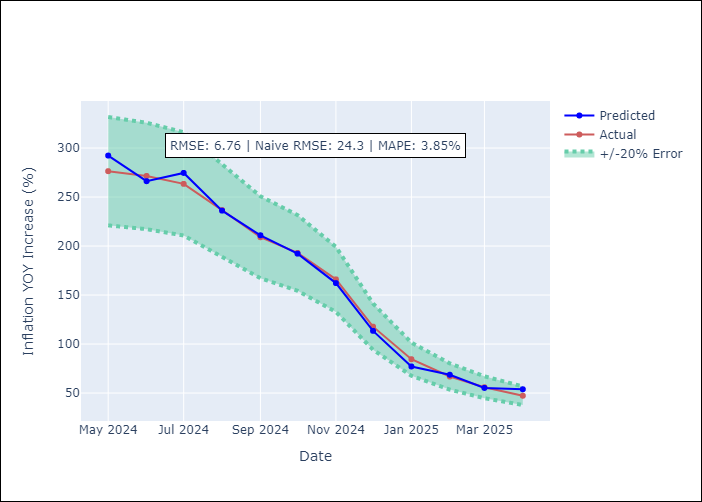 RMSE: 6.76 | Naive RMSE: 24.3 | MAPE: 3.85%
Predicted
Actual
+/-20% Error
Inflation YOY Increase (%)
300
250
200
150
100
50
May 2024
Jul 2024
Sep 2024
Nov 2024
Jan 2025
Mar 2025
Date